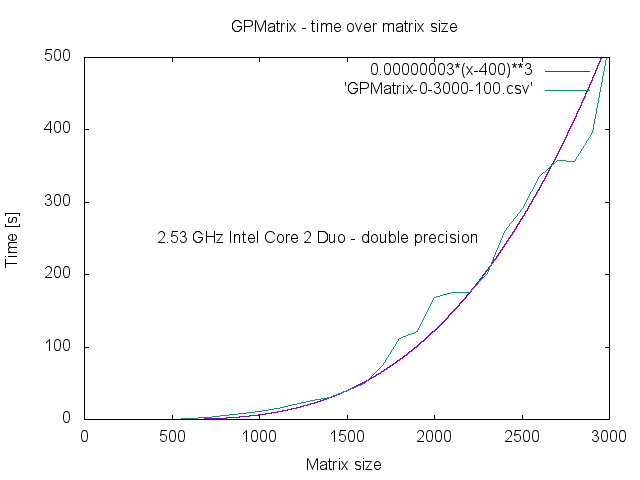 GPMatrix - time over matrix size
500
400
300
200
100
0
Time [s]
0.00000003*(x-400)**3
'GPMatrix-0-3000-100.csv'
2.53 GHz Intel Core 2 Duo - double precision
0 500 1000 1500 2000 2500 3000
Matrix size